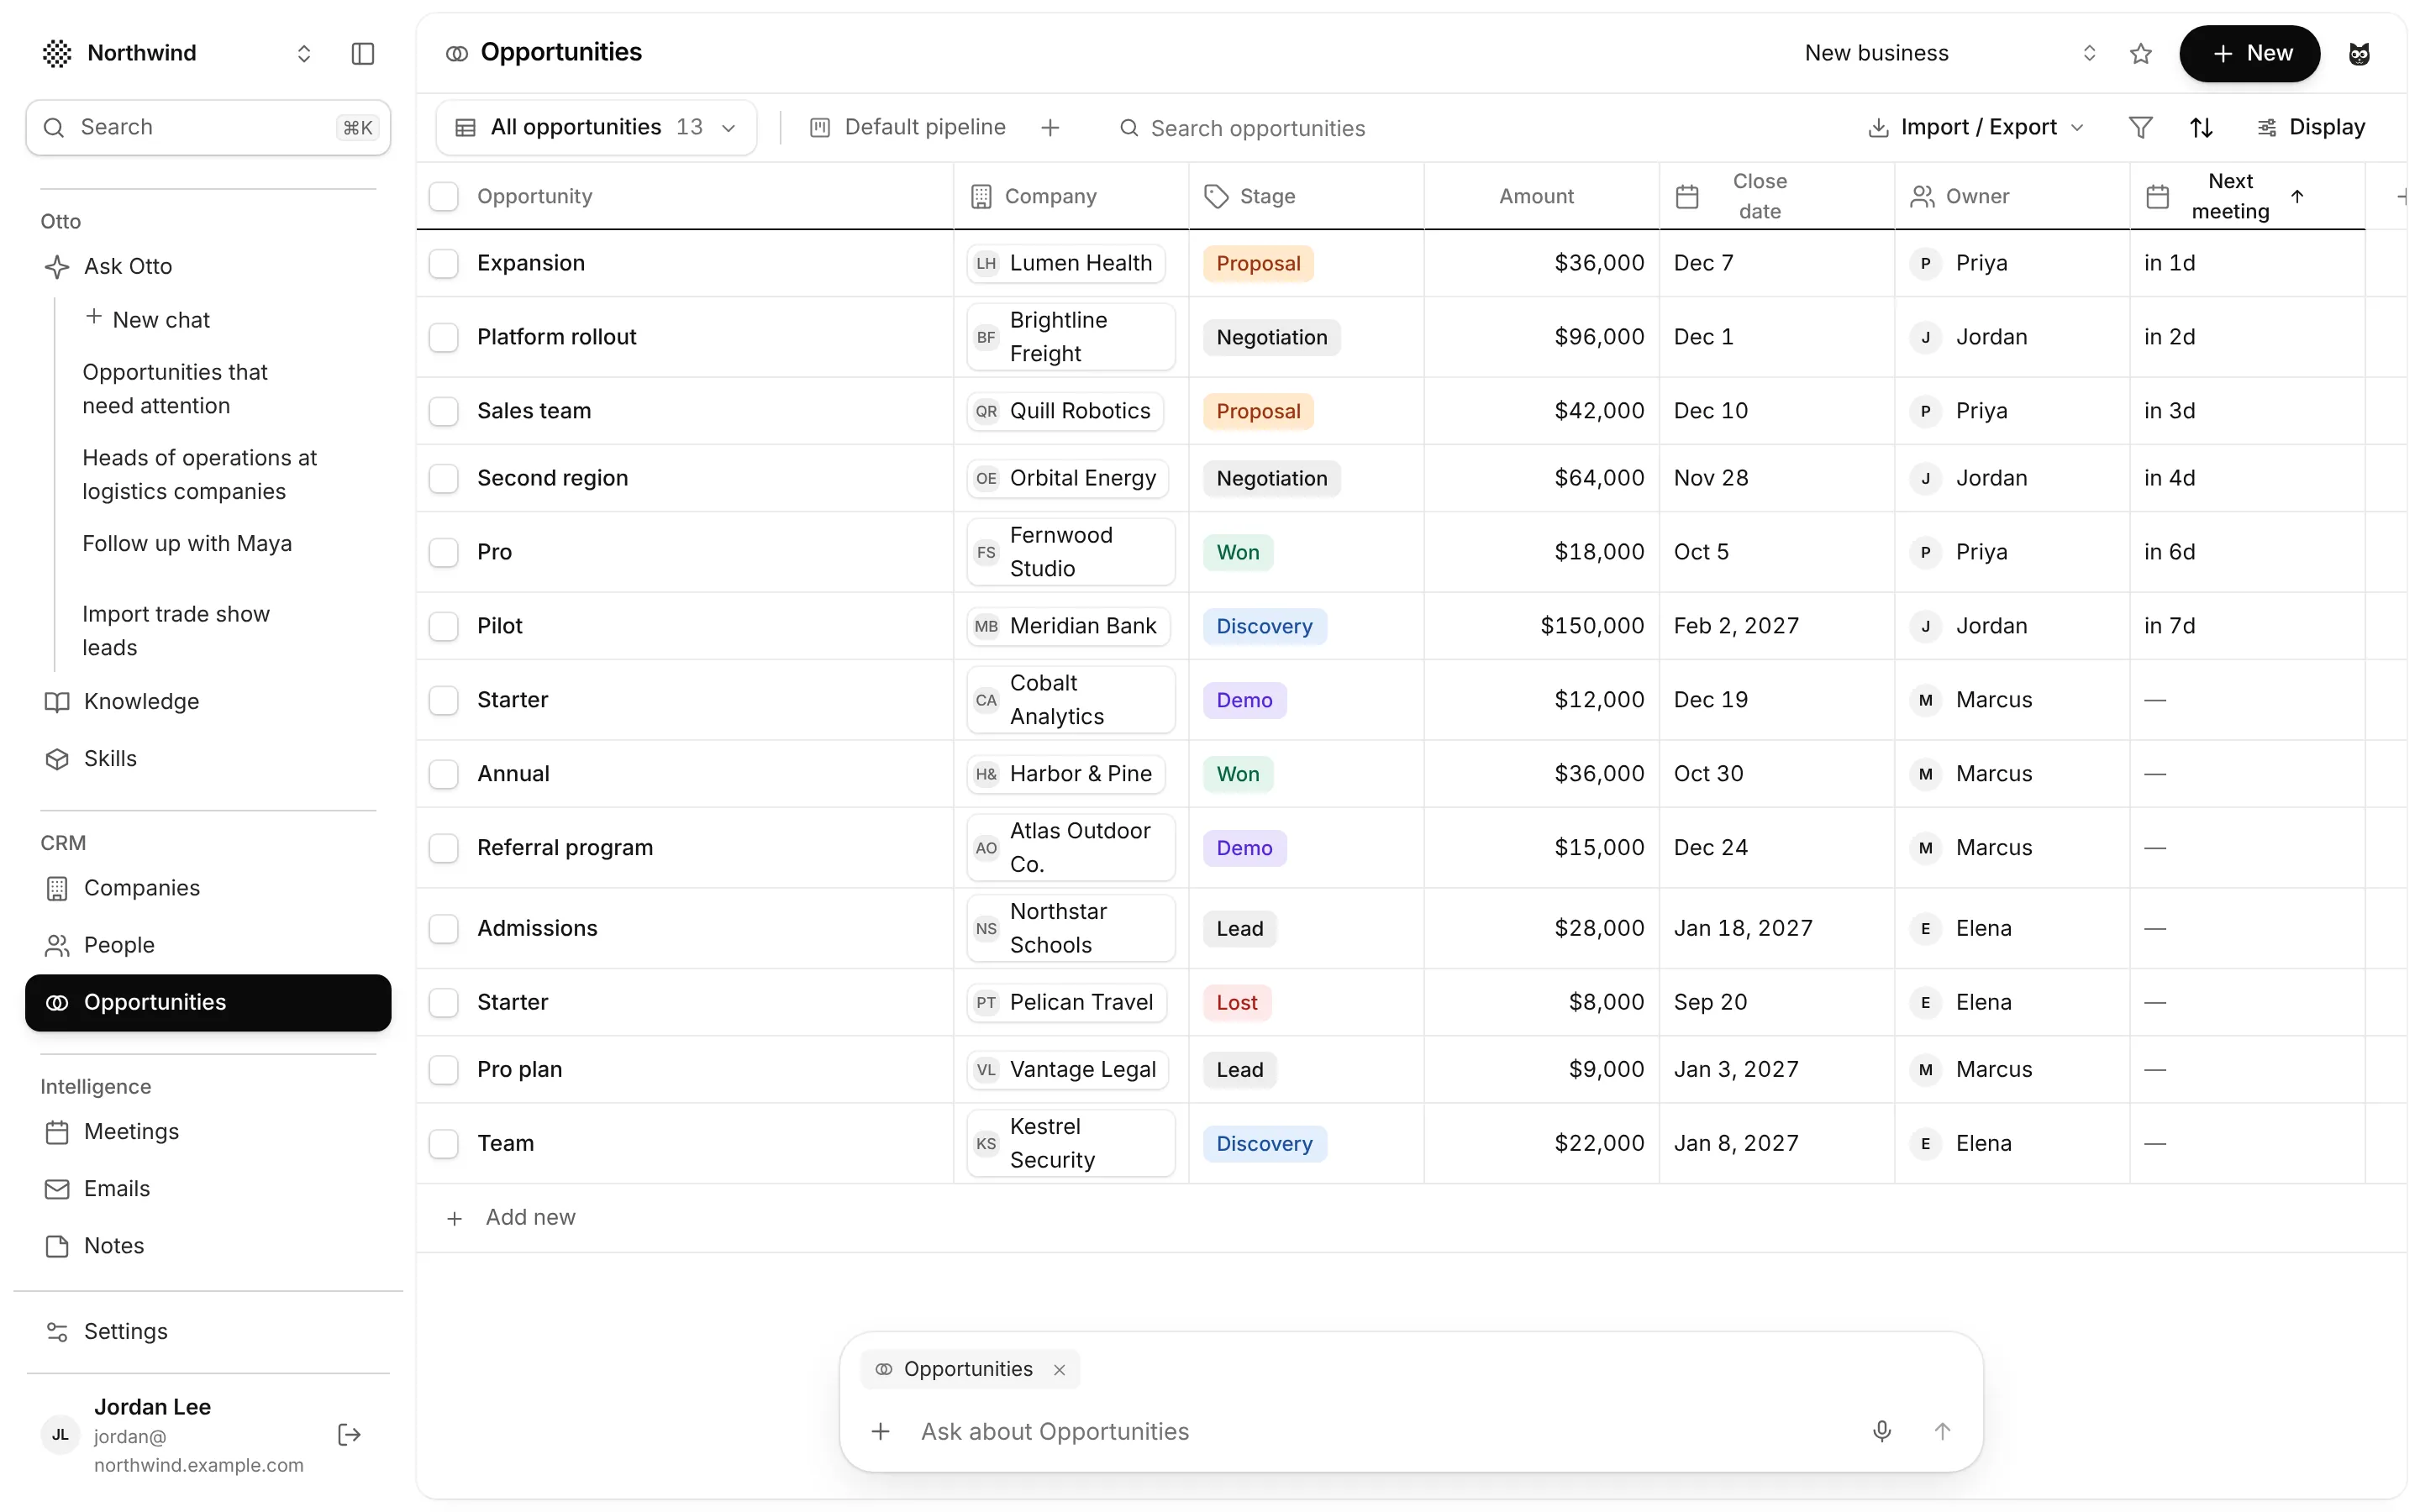 Northwind
Search ⌘K
Otto
Ask Otto
New chat
Opportunities that
need attention
Heads of operations at
logistics companies
Follow up with Maya
Import trade show
leads
Knowledge
Skills
CRM
Companies
People
Opportunities
Intelligence
Meetings
Emails
Notes
Settings
JL
Jordan Lee
jordan@
northwind.example.com
Opportunities
New business
New
All opportunities 13
Default pipeline
Search opportunities
Import / Export
Display
Opportunity Company Stage Amount Close date Owner Next meeting
Expansion LH Lumen Health Proposal $36,000 Dec 7 P Priya in 1d
Platform rollout BF Brightline Freight Negotiation $96,000 Dec 1 J Jordan in 2d
Sales team QR Quill Robotics Proposal $42,000 Dec 10 P Priya in 3d
Second region OE Orbital Energy Negotiation $64,000 Nov 28 J Jordan in 4d
Pro FS Fernwood Studio Won $18,000 Oct 5 P Priya in 6d
Pilot MB Meridian Bank Discovery $150,000 Feb 2, 2027 J Jordan in 7d
Starter CA Cobalt Analytics Demo $12,000 Dec 19 M Marcus —
Annual H& Harbor & Pine Won $36,000 Oct 30 M Marcus —
Referral program AO Atlas Outdoor Co. Demo $15,000 Dec 24 M Marcus —
Admissions NS Northstar Schools Lead $28,000 Jan 18, 2027 E Elena —
Starter PT Pelican Travel Lost $8,000 Sep 20 E Elena —
Pro plan VL Vantage Legal Lead $9,000 Jan 3, 2027 M Marcus —
Team KS Kestrel Security Discovery $22,000 Jan 8, 2027 E Elena —
Add new
Opportunities
Ask about Opportunities